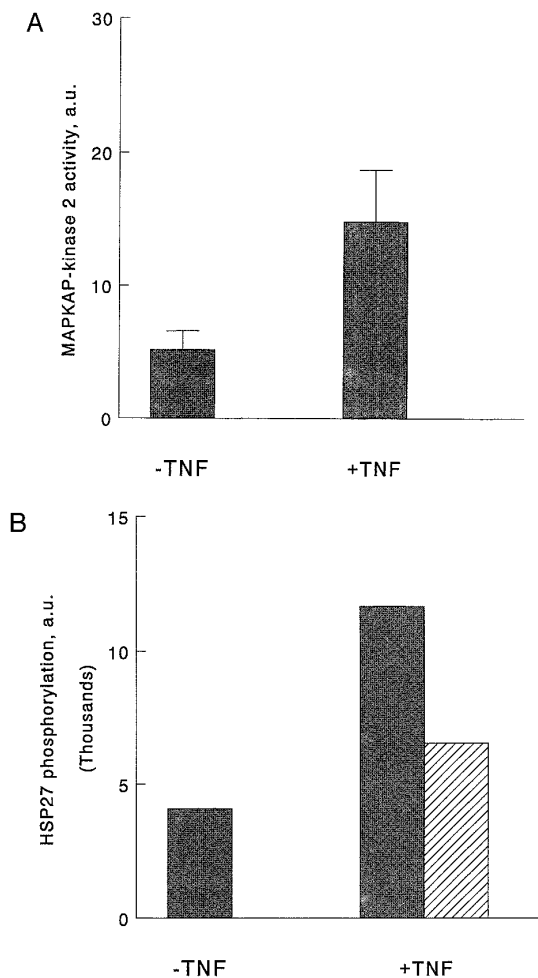 A
30
20
10
0
MAPKAP-kinase 2 activity, a.u.
-TNF
+TNF
B
15
10
5
0
HSP27 phosphorylation, a.u.
(Thousands)
-TNF
+TNF